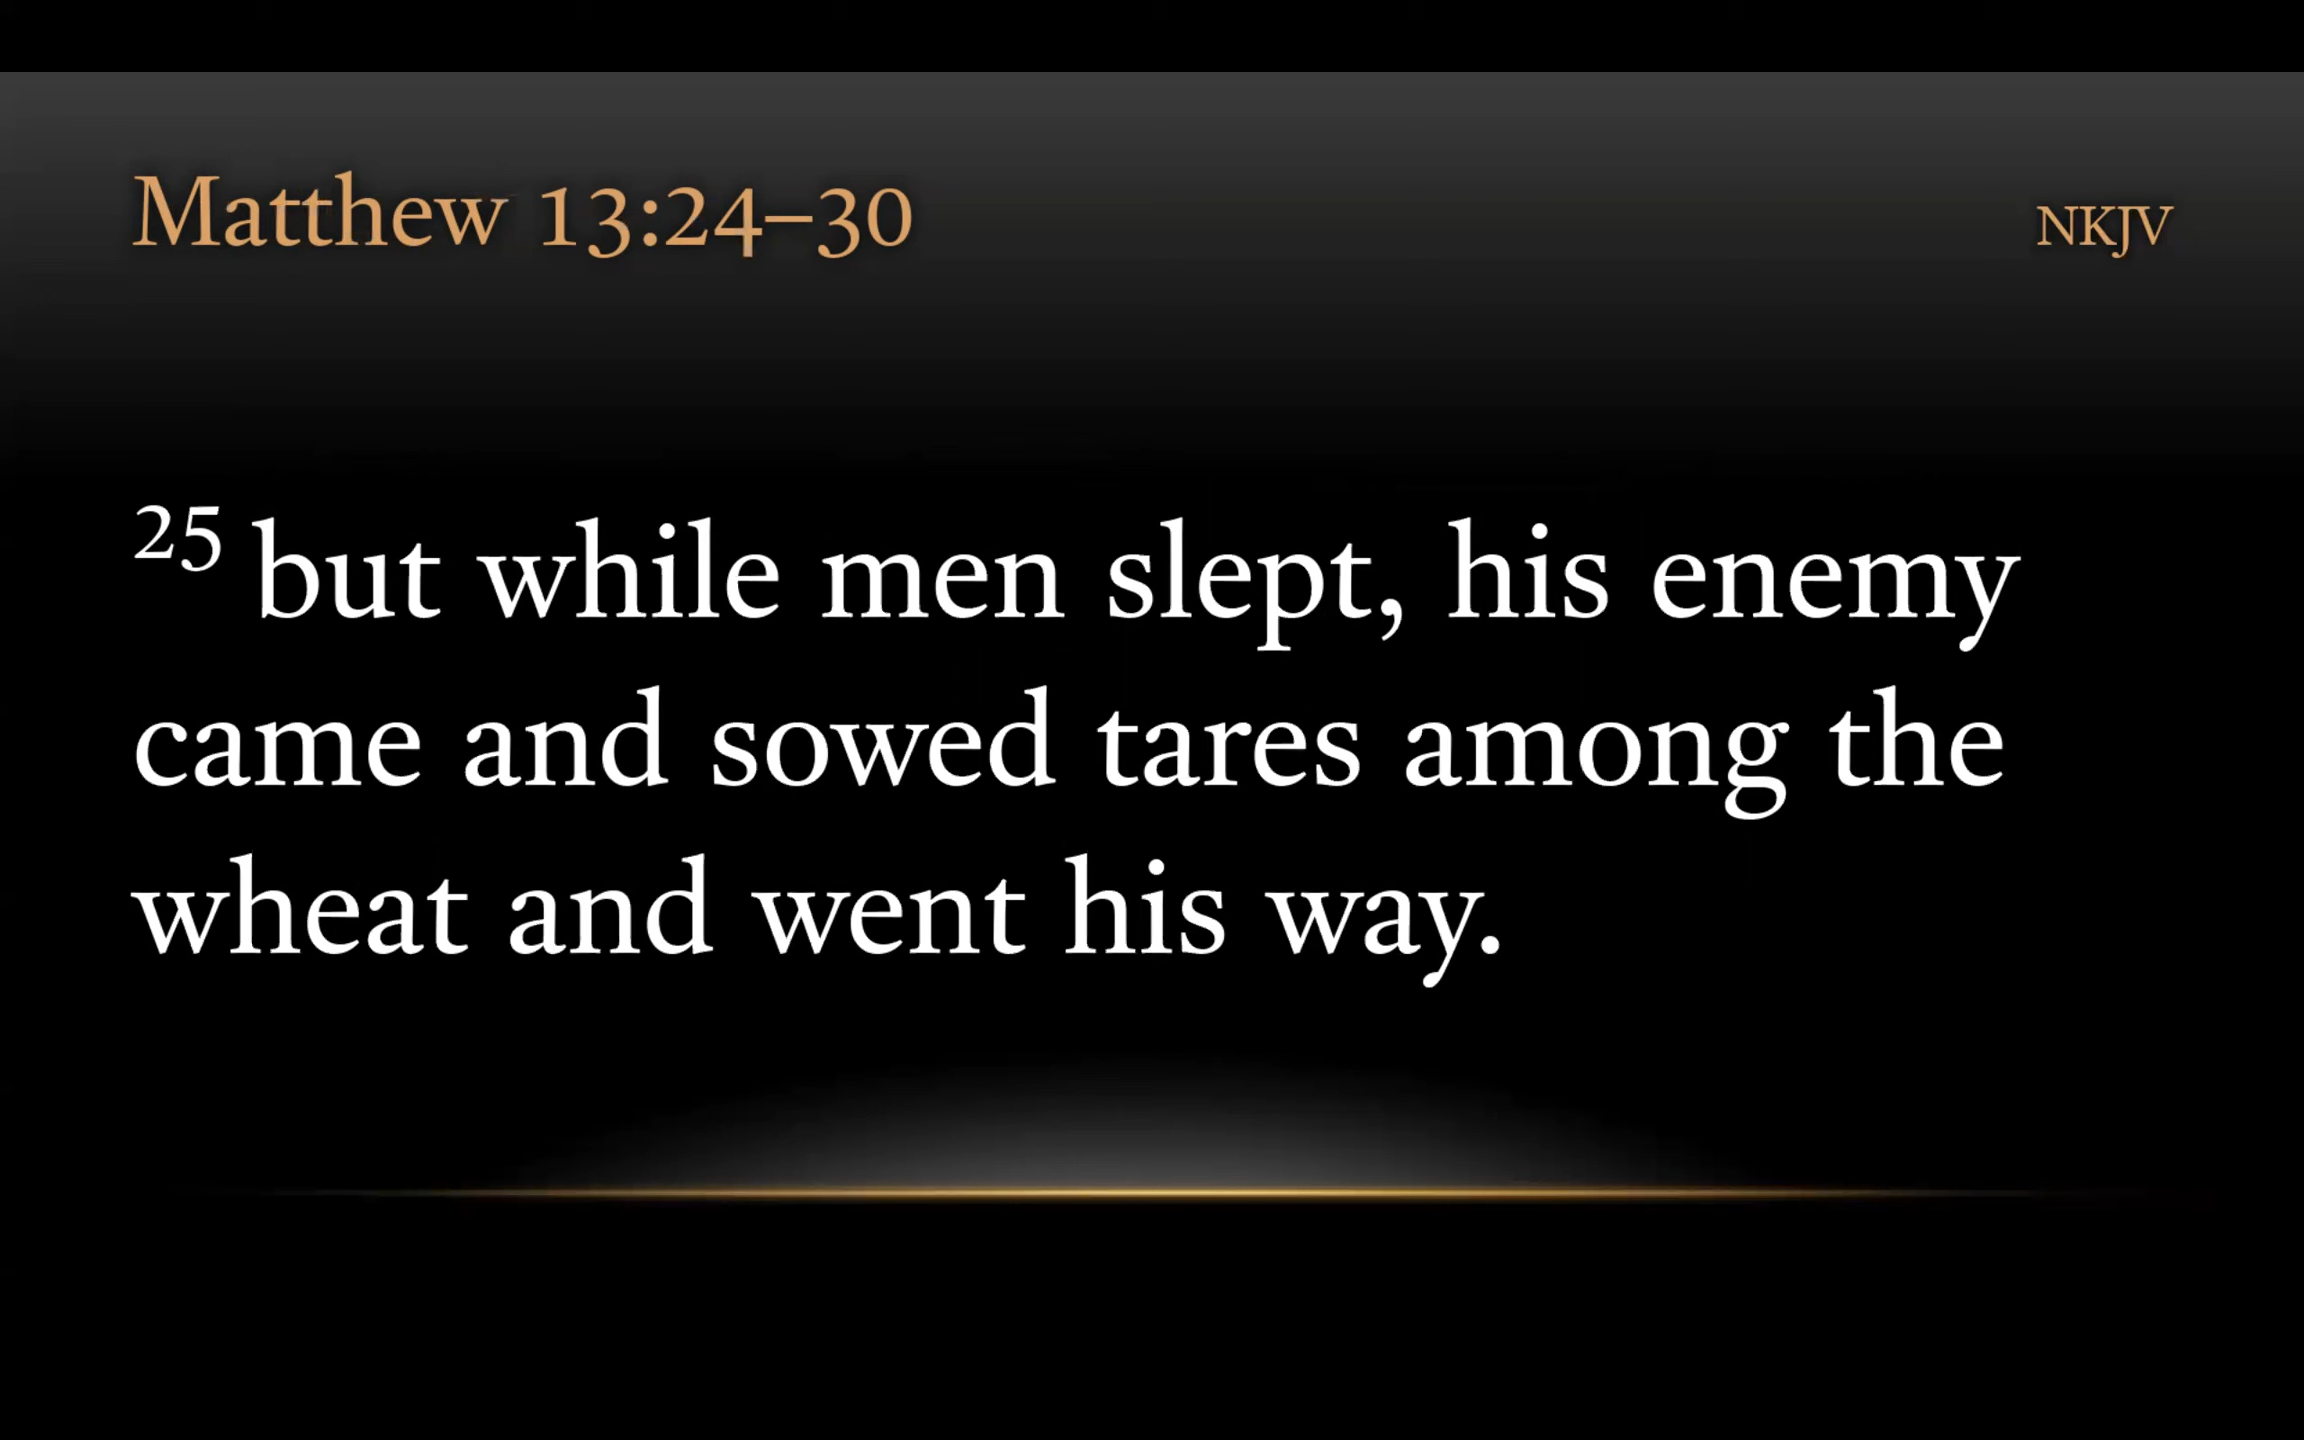 Matthew 13:24–30
NKJV
25 but while men slept, his enemy
came and sowed tares among the
wheat and went his way.